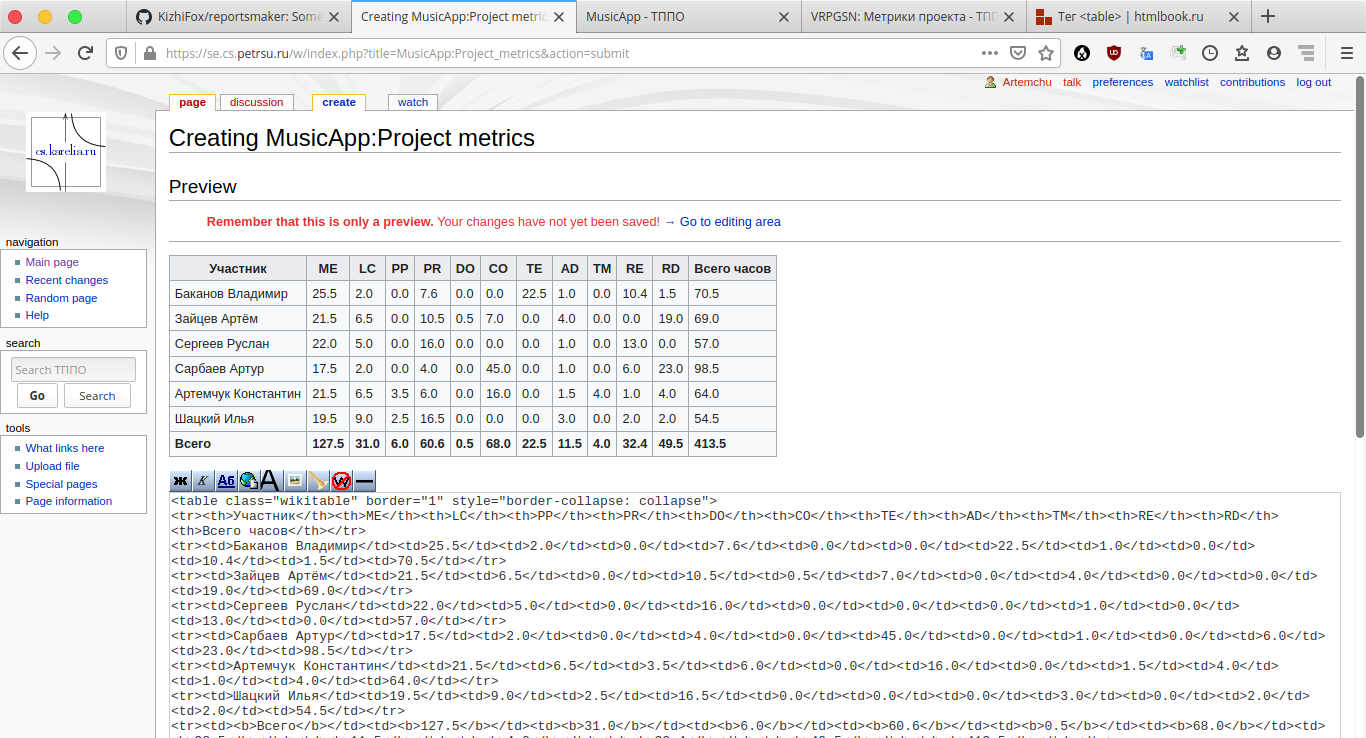 KizhiFox/reportsmaker: Some
Creating MusicApp:Project metric
MusicApp - ТППО
VRPGSN: Метрики проекта - ТПП
Тег <table> | htmlbook.ru
https://se.cs.petrsu.ru/w/index.php?title=MusicApp:Project_metrics&action=submit
Artemchu talk preferences watchlist contributions log out
page discussion create watch
cs.karelia.ru
Creating MusicApp:Project metrics
Preview
Remember that this is only a preview. Your changes have not yet been saved! → Go to editing area
navigation
Main page
Recent changes
Random page
Help
search
Search ТППО
Go Search
tools
What links here
Upload file
Special pages
Page information
Участник ME LC PP PR DO CO TE AD TM RE RD Всего часов
Баканов Владимир 25.5 2.0 0.0 7.6 0.0 0.0 22.5 1.0 0.0 10.4 1.5 70.5
Зайцев Артём 21.5 6.5 0.0 10.5 0.5 7.0 0.0 4.0 0.0 0.0 19.0 69.0
Сергеев Руслан 22.0 5.0 0.0 16.0 0.0 0.0 0.0 1.0 0.0 13.0 0.0 57.0
Сарбаев Артур 17.5 2.0 0.0 4.0 0.0 45.0 0.0 1.0 0.0 6.0 23.0 98.5
Артемчук Константин 21.5 6.5 3.5 6.0 0.0 16.0 0.0 1.5 4.0 1.0 4.0 64.0
Шацкий Илья 19.5 9.0 2.5 16.5 0.0 0.0 0.0 3.0 0.0 2.0 2.0 54.5
Всего 127.5 31.0 6.0 60.6 0.5 68.0 22.5 11.5 4.0 32.4 49.5 413.5
Ж К Аб A W
<table class="wikitable" border="1" style="border-collapse: collapse">
<tr><th>Участник</th><th>ME</th><th>LC</th><th>PP</th><th>PR</th><th>DO</th><th>CO</th><th>TE</th><th>AD</th><th>TM</th><th>RE</th><th>RD</th>
<th>Всего часов</th></tr>
<tr><td>Баканов Владимир</td><td>25.5</td><td>2.0</td><td>0.0</td><td>7.6</td><td>0.0</td><td>0.0</td><td>22.5</td><td>1.0</td><td>0.0</td>
<td>10.4</td><td>1.5</td><td>70.5</td></tr>
<tr><td>Зайцев Артём</td><td>21.5</td><td>6.5</td><td>0.0</td><td>10.5</td><td>0.5</td><td>7.0</td><td>0.0</td><td>4.0</td><td>0.0</td><td>0.0</td>
<td>19.0</td><td>69.0</td></tr>
<tr><td>Сергеев Руслан</td><td>22.0</td><td>5.0</td><td>0.0</td><td>16.0</td><td>0.0</td><td>0.0</td><td>0.0</td><td>1.0</td><td>0.0</td>
<td>13.0</td><td>0.0</td><td>57.0</td></tr>
<tr><td>Сарбаев Артур</td><td>17.5</td><td>2.0</td><td>0.0</td><td>4.0</td><td>0.0</td><td>45.0</td><td>0.0</td><td>1.0</td><td>0.0</td><td>6.0</td>
<td>23.0</td><td>98.5</td></tr>
<tr><td>Артемчук Константин</td><td>21.5</td><td>6.5</td><td>3.5</td><td>6.0</td><td>0.0</td><td>16.0</td><td>0.0</td><td>1.5</td><td>4.0</td>
<td>1.0</td><td>4.0</td><td>64.0</td></tr>
<tr><td>Шацкий Илья</td><td>19.5</td><td>9.0</td><td>2.5</td><td>16.5</td><td>0.0</td><td>0.0</td><td>0.0</td><td>3.0</td><td>0.0</td><td>2.0</td>
<td>2.0</td><td>54.5</td></tr>
<tr><td><b>Всего</b></td><td><b>127.5</b></td><td><b>31.0</b></td><td><b>6.0</b></td><td><b>60.6</b></td><td><b>0.5</b></td><td><b>68.0</b></td><td>